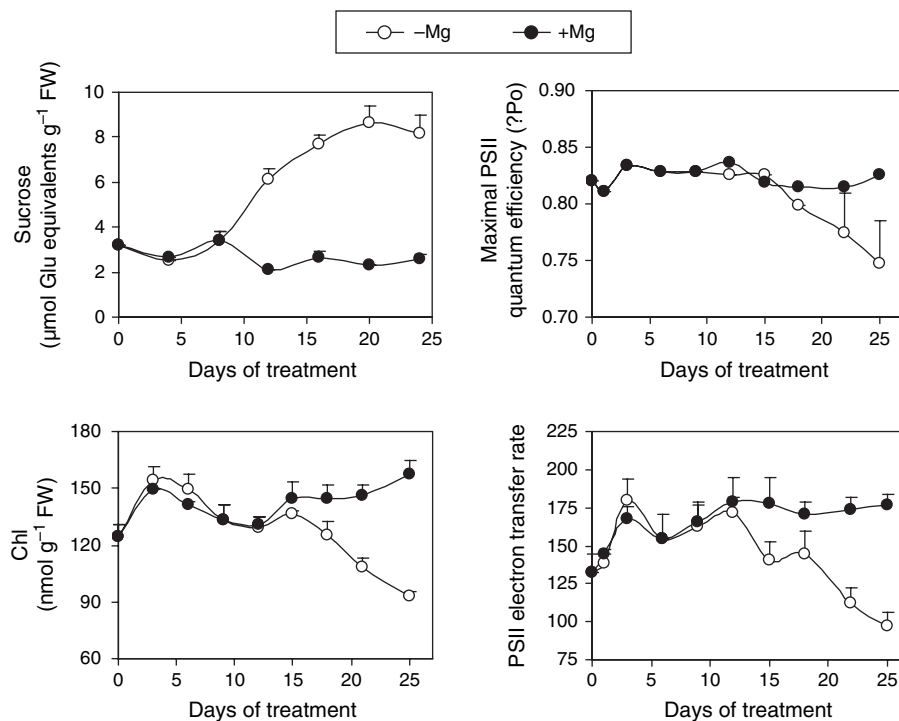 –Mg +Mg
Sucrose
(µmol Glu equivalents g⁻¹ FW)
10
8
6
4
2
0
0 5 10 15 20 25
Days of treatment
Maximal PSII
quantum efficiency (?Po)
0.90
0.85
0.80
0.75
0.70
0 5 10 15 20 25
Days of treatment
Chl
(nmol g⁻¹ FW)
180
150
120
90
60
0 5 10 15 20 25
Days of treatment
PSII electron transfer rate
225
200
175
150
125
100
75
0 5 10 15 20 25
Days of treatment